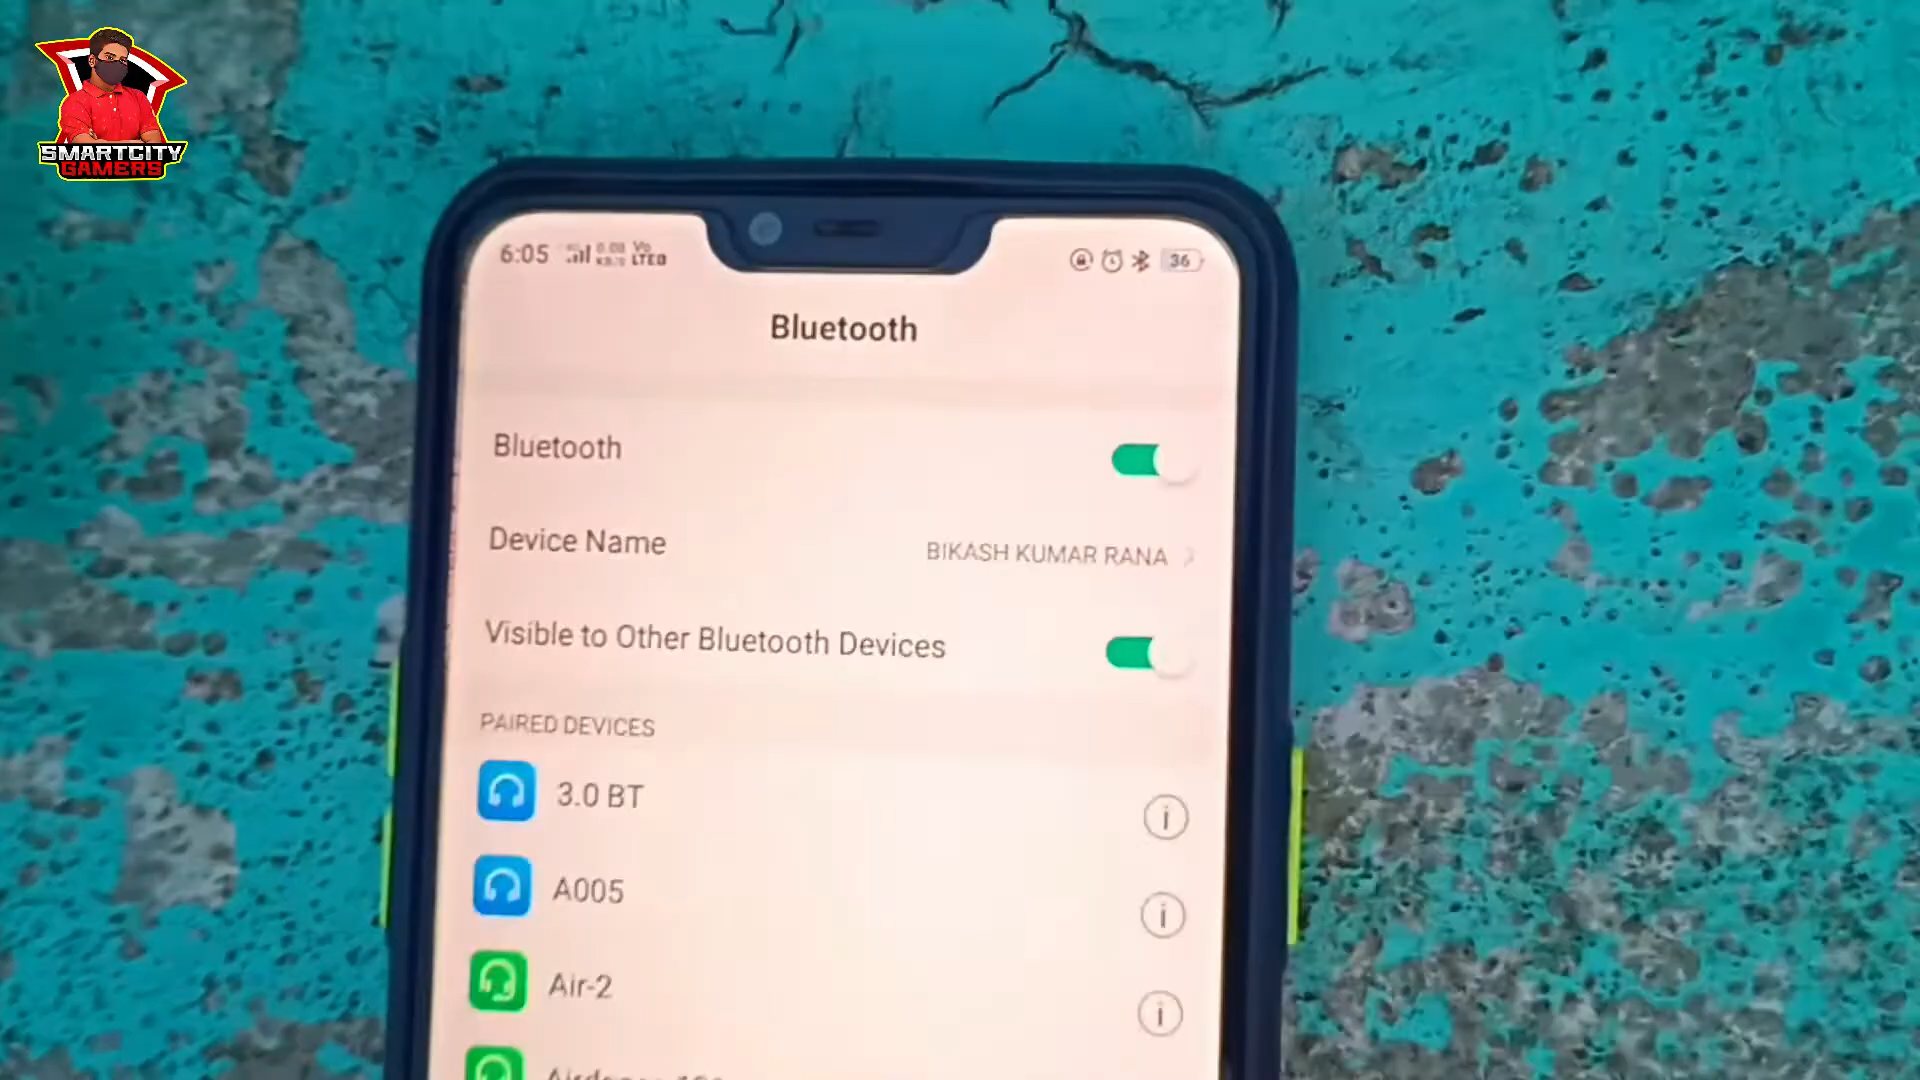 SMARTCITY
GAMERS
6:05
LTE
36
Bluetooth
Bluetooth
Device Name
BIKASH KUMAR RANA
Visible to Other Bluetooth Devices
PAIRED DEVICES
3.0 BT
A005
Air-2